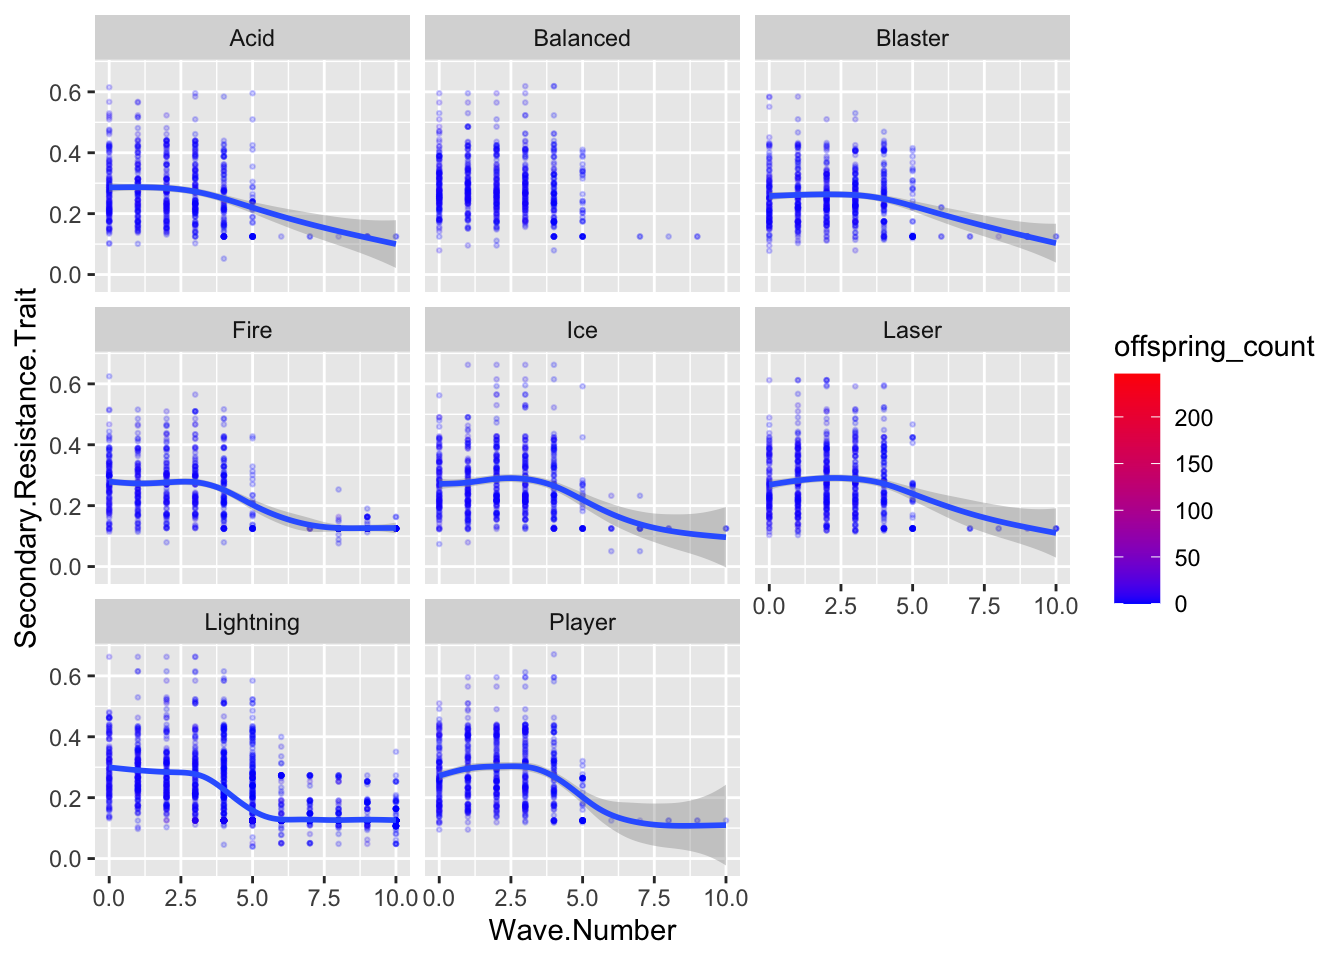 Acid Balanced Blaster
0.6
0.4
0.2
0.0
Fire Ice Laser
0.6
0.4
0.2
0.0
0.0 2.5 5.0 7.5 10.0
Lightning Player
0.6
0.4
0.2
0.0
0.0 2.5 5.0 7.5 10.0 0.0 2.5 5.0 7.5 10.0
Wave.Number
Secondary.Resistance.Trait
offspring_count
200
150
100
50
0